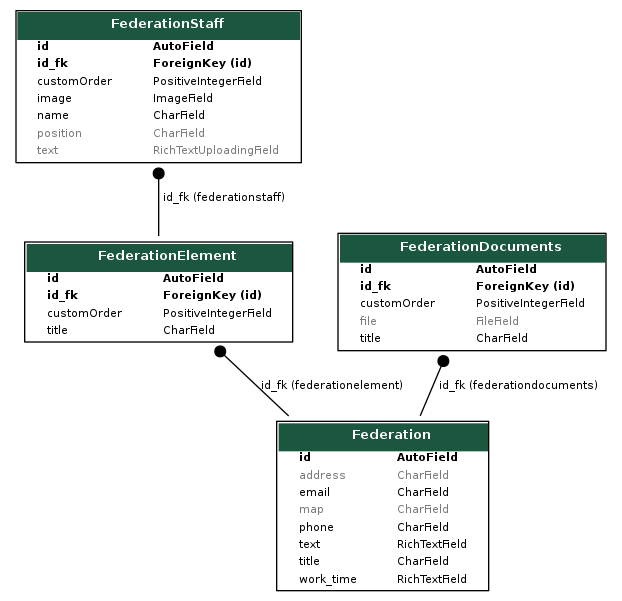 FederationStaff
id AutoField
id_fk ForeignKey (id)
customOrder PositiveIntegerField
image ImageField
name CharField
position CharField
text RichTextUploadingField
id_fk (federationstaff)
FederationElement
id AutoField
id_fk ForeignKey (id)
customOrder PositiveIntegerField
title CharField
FederationDocuments
id AutoField
id_fk ForeignKey (id)
customOrder PositiveIntegerField
file FileField
title CharField
id_fk (federationelement)
id_fk (federationdocuments)
Federation
id AutoField
address CharField
email CharField
map CharField
phone CharField
text RichTextField
title CharField
work_time RichTextField